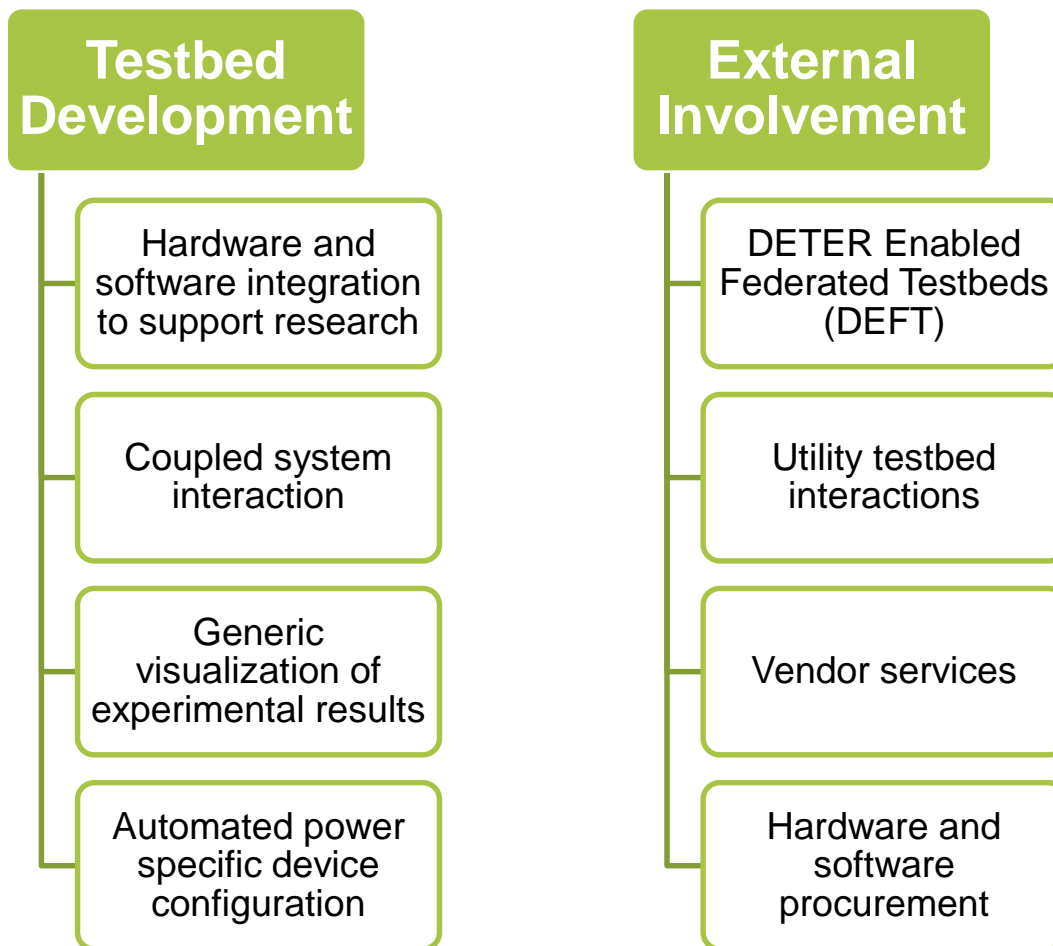 Testbed
Development
Hardware and
software integration
to support research
Coupled system
interaction
Generic
visualization of
experimental results
Automated power
specific device
configuration
External
Involvement
DETER Enabled
Federated Testbeds
(DEFT)
Utility testbed
interactions
Vendor services
Hardware and
software
procurement